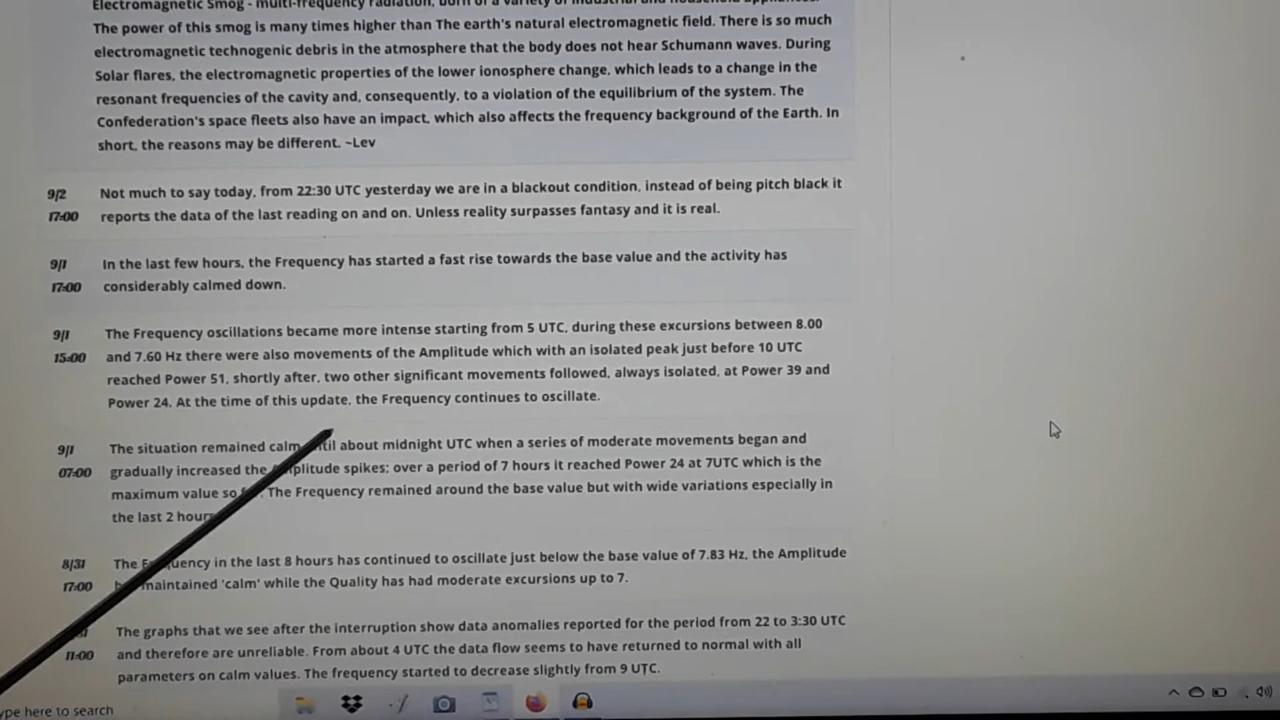 Electromagnetic Smog - multi-frequency radiation, born of a variety of industrial and household appliances.
The power of this smog is many times higher than The earth's natural electromagnetic field. There is so much
electromagnetic technogenic debris in the atmosphere that the body does not hear Schumann waves. During
Solar flares, the electromagnetic properties of the lower ionosphere change, which leads to a change in the
resonant frequencies of the cavity and, consequently, to a violation of the equilibrium of the system. The
Confederation's space fleets also have an impact, which also affects the frequency background of the Earth. In
short, the reasons may be different. ~Lev
9/2 Not much to say today, from 22:30 UTC yesterday we are in a blackout condition, instead of being pitch black it
17:00 reports the data of the last reading on and on. Unless reality surpasses fantasy and it is real.
9/1 In the last few hours, the Frequency has started a fast rise towards the base value and the activity has
17:00 considerably calmed down.
9/1 The Frequency oscillations became more intense starting from 5 UTC, during these excursions between 8.00
15:00 and 7.60 Hz there were also movements of the Amplitude which with an isolated peak just before 10 UTC
reached Power 51, shortly after, two other significant movements followed, always isolated, at Power 39 and
Power 24. At the time of this update, the Frequency continues to oscillate.
9/1 The situation remained calm until about midnight UTC when a series of moderate movements began and
07:00 gradually increased the Amplitude spikes; over a period of 7 hours it reached Power 24 at 7UTC which is the
maximum value so The Frequency remained around the base value but with wide variations especially in
the last 2 hours
8/31 The Frequency in the last 8 hours has continued to oscillate just below the base value of 7.83 Hz, the Amplitude
17:00 maintained 'calm' while the Quality has had moderate excursions up to 7.
The graphs that we see after the interruption show data anomalies reported for the period from 22 to 3:30 UTC
11:00 and therefore are unreliable. From about 4 UTC the data flow seems to have returned to normal with all
parameters on calm values. The frequency started to decrease slightly from 9 UTC.
ype here to search